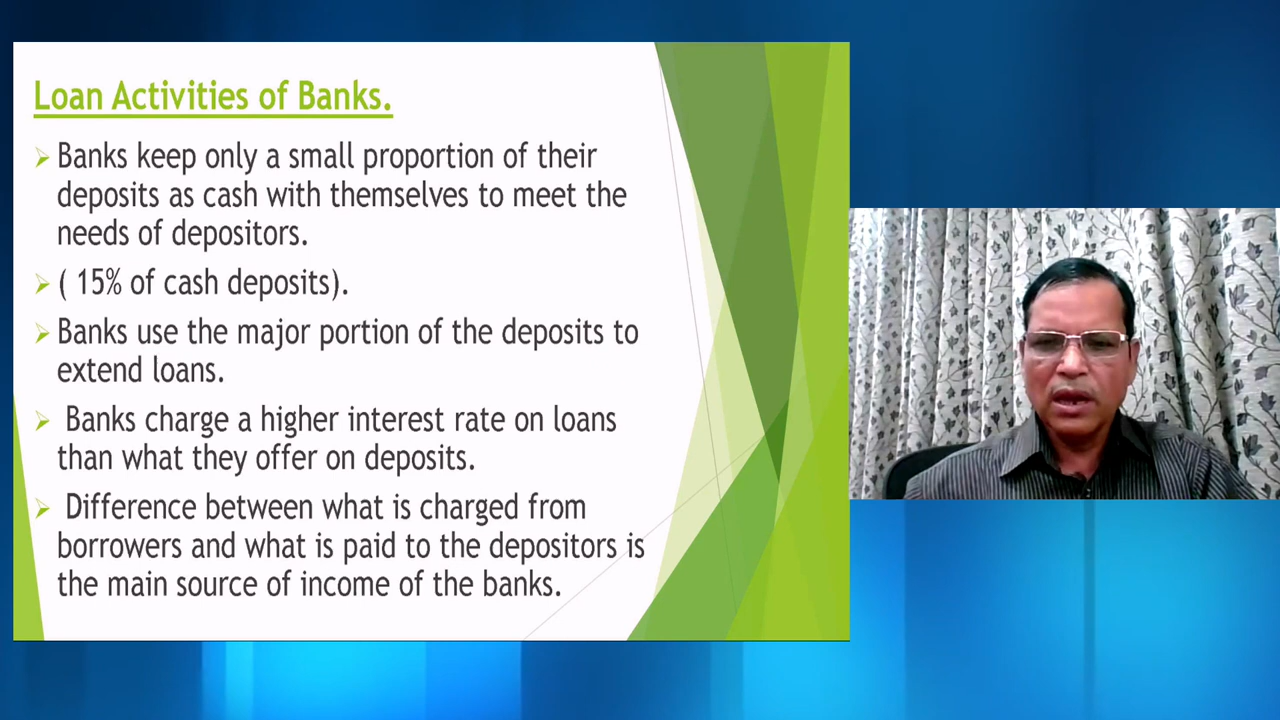 Loan Activities of Banks.
Banks keep only a small proportion of their
deposits as cash with themselves to meet the
needs of depositors.
( 15% of cash deposits).
Banks use the major portion of the deposits to
extend loans.
Banks charge a higher interest rate on loans
than what they offer on deposits.
Difference between what is charged from
borrowers and what is paid to the depositors is
the main source of income of the banks.